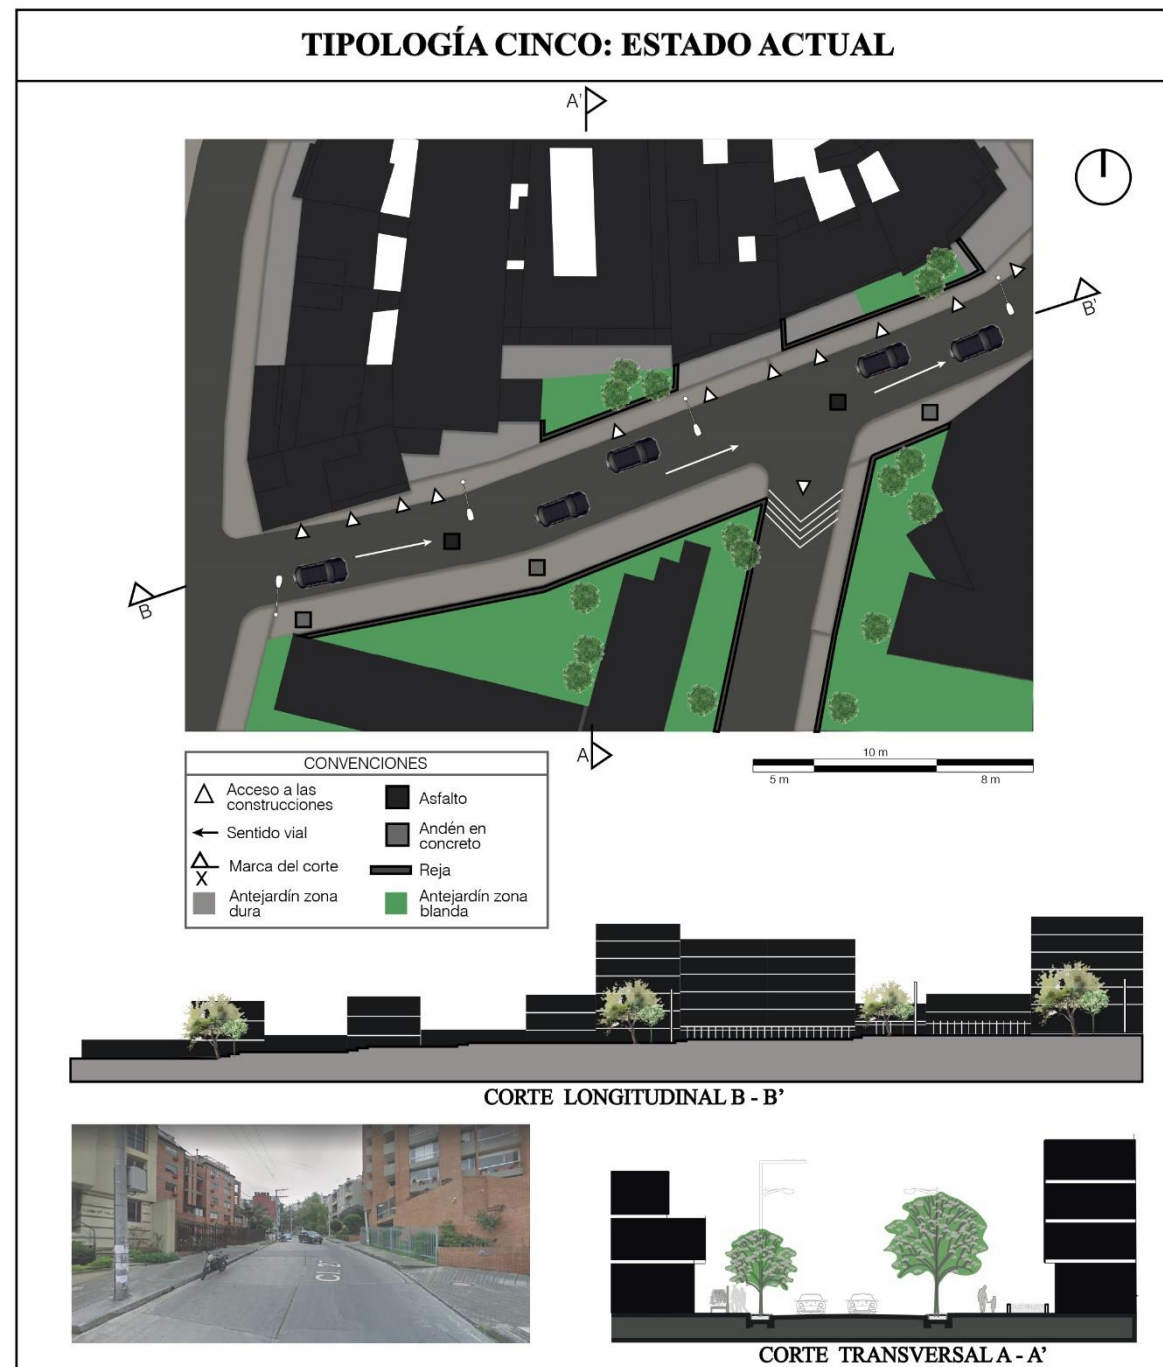 TIPOLOGÍA CINCO: ESTADO ACTUAL
A'
B'
B
A
10 m
5 m
8 m
CONVENCIONES
Acceso a las
construcciones
Asfalto
Sentido vial
Andén en
concreto
Marca del corte
X
Reja
Antejardín zona
dura
Antejardín zona
blanda
CORTE LONGITUDINAL B - B'
CORTE TRANSVERSAL A - A'